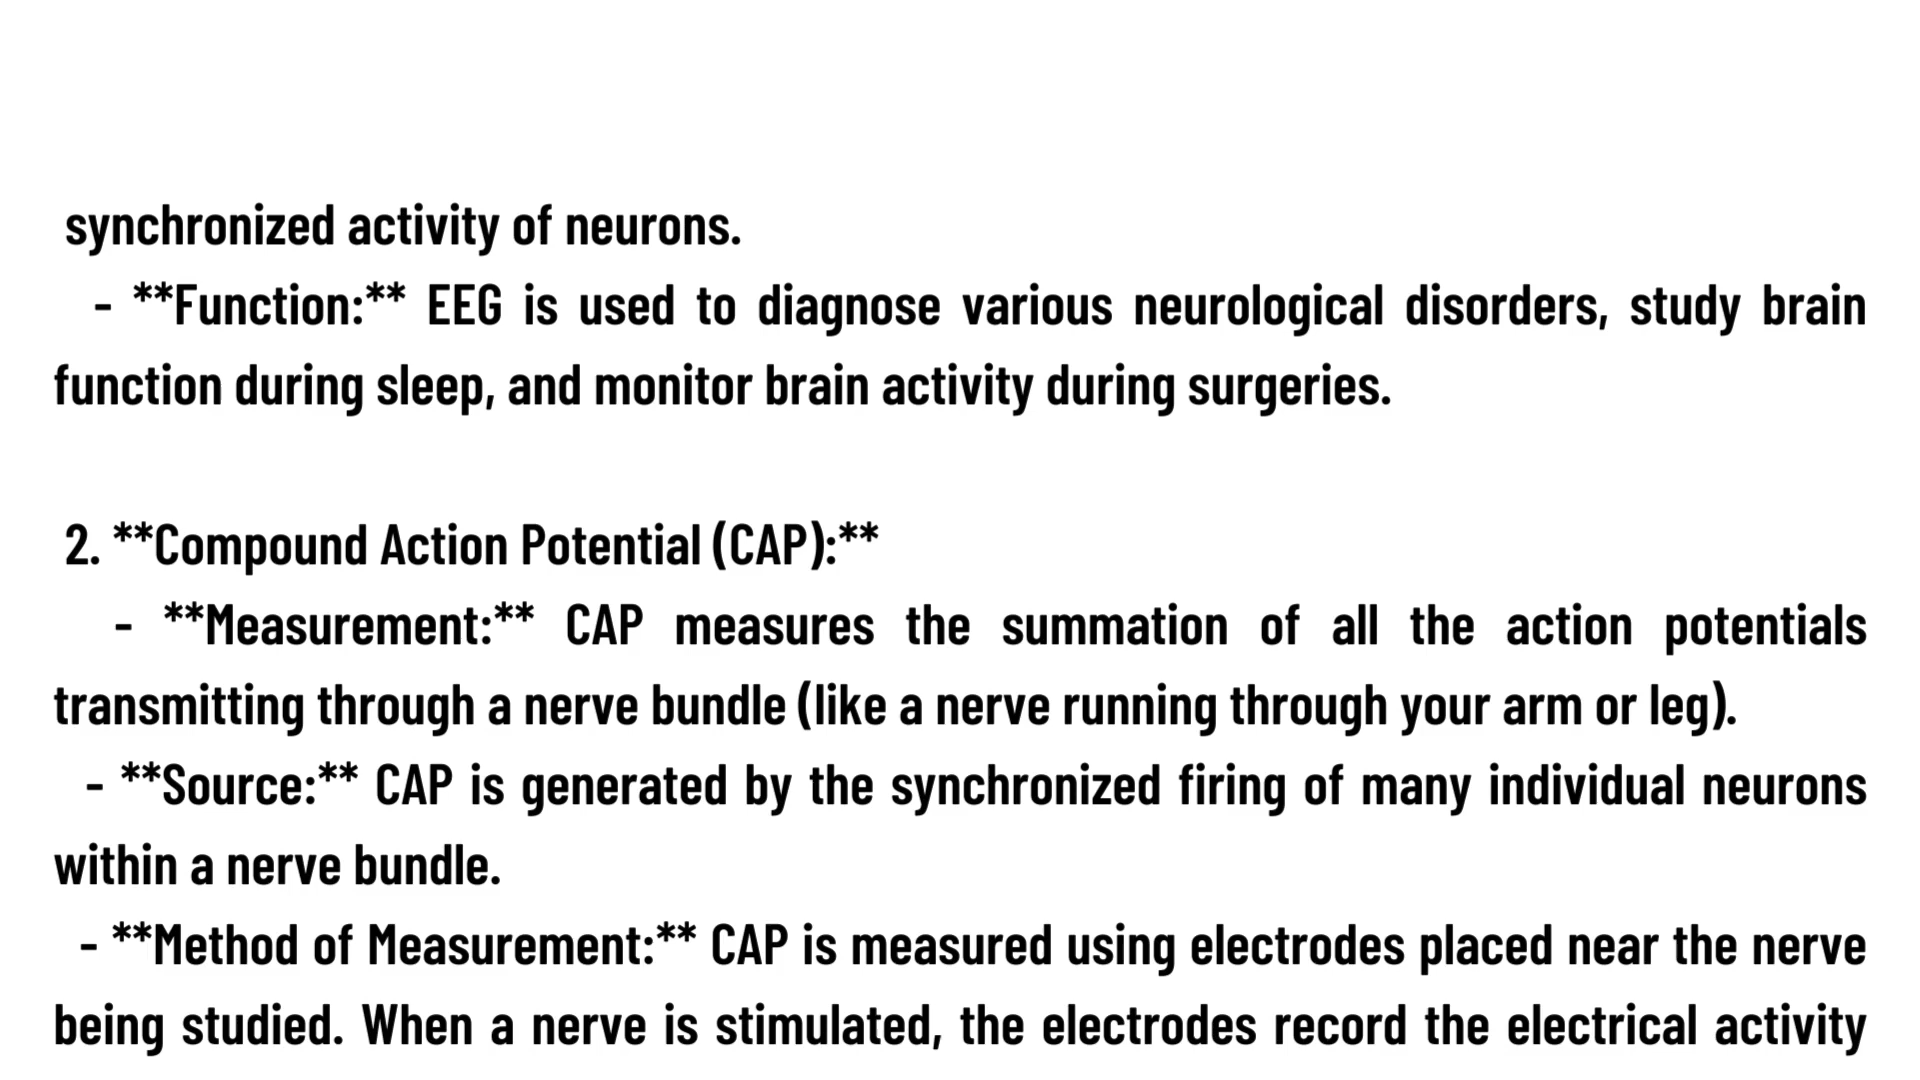 synchronized activity of neurons.
- **Function:** EEG is used to diagnose various neurological disorders, study brain
function during sleep, and monitor brain activity during surgeries.
2. **Compound Action Potential (CAP):**
- **Measurement:** CAP measures the summation of all the action potentials
transmitting through a nerve bundle (like a nerve running through your arm or leg).
- **Source:** CAP is generated by the synchronized firing of many individual neurons
within a nerve bundle.
- **Method of Measurement:** CAP is measured using electrodes placed near the nerve
being studied. When a nerve is stimulated, the electrodes record the electrical activity